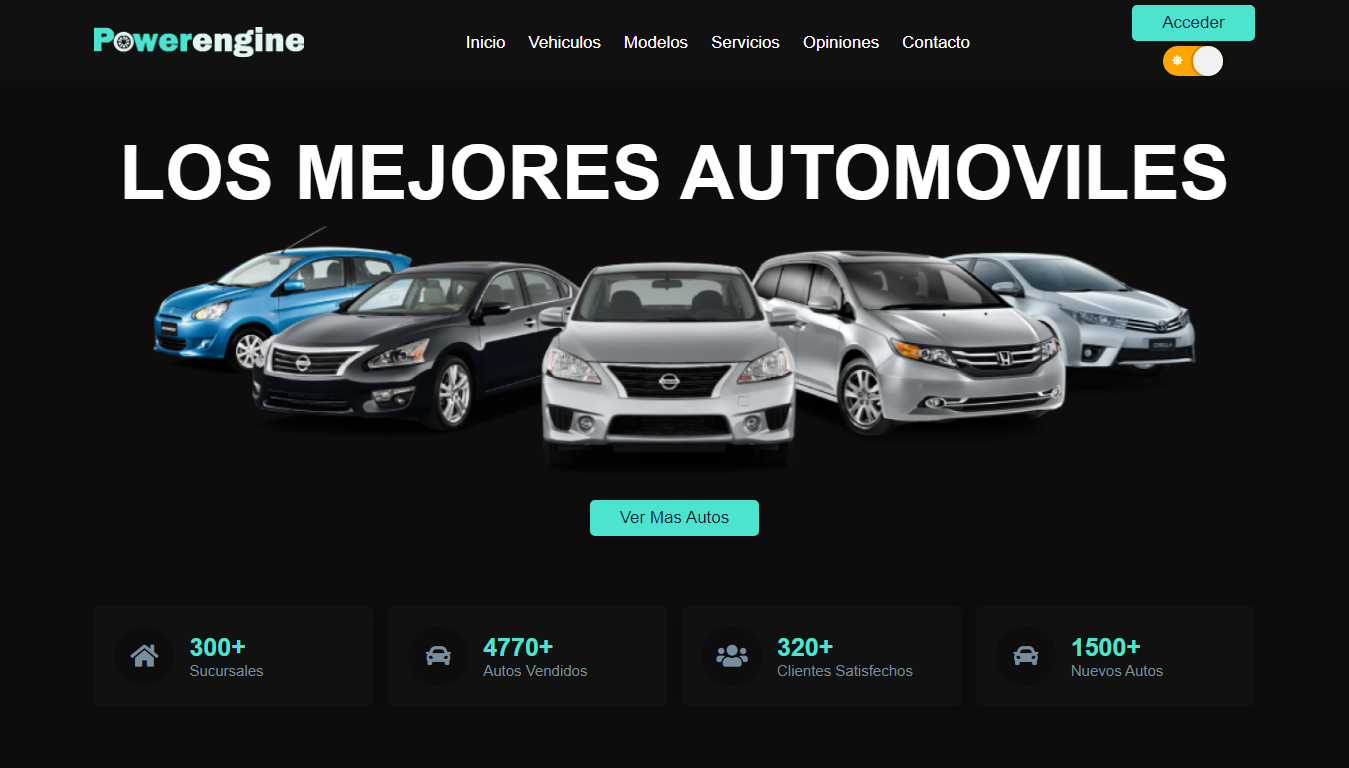 Powerengine
Inicio Vehiculos Modelos Servicios Opiniones Contacto
Acceder
LOS MEJORES AUTOMOVILES
COROLLA
Ver Mas Autos
300+
Sucursales
4770+
Autos Vendidos
320+
Clientes Satisfechos
1500+
Nuevos Autos